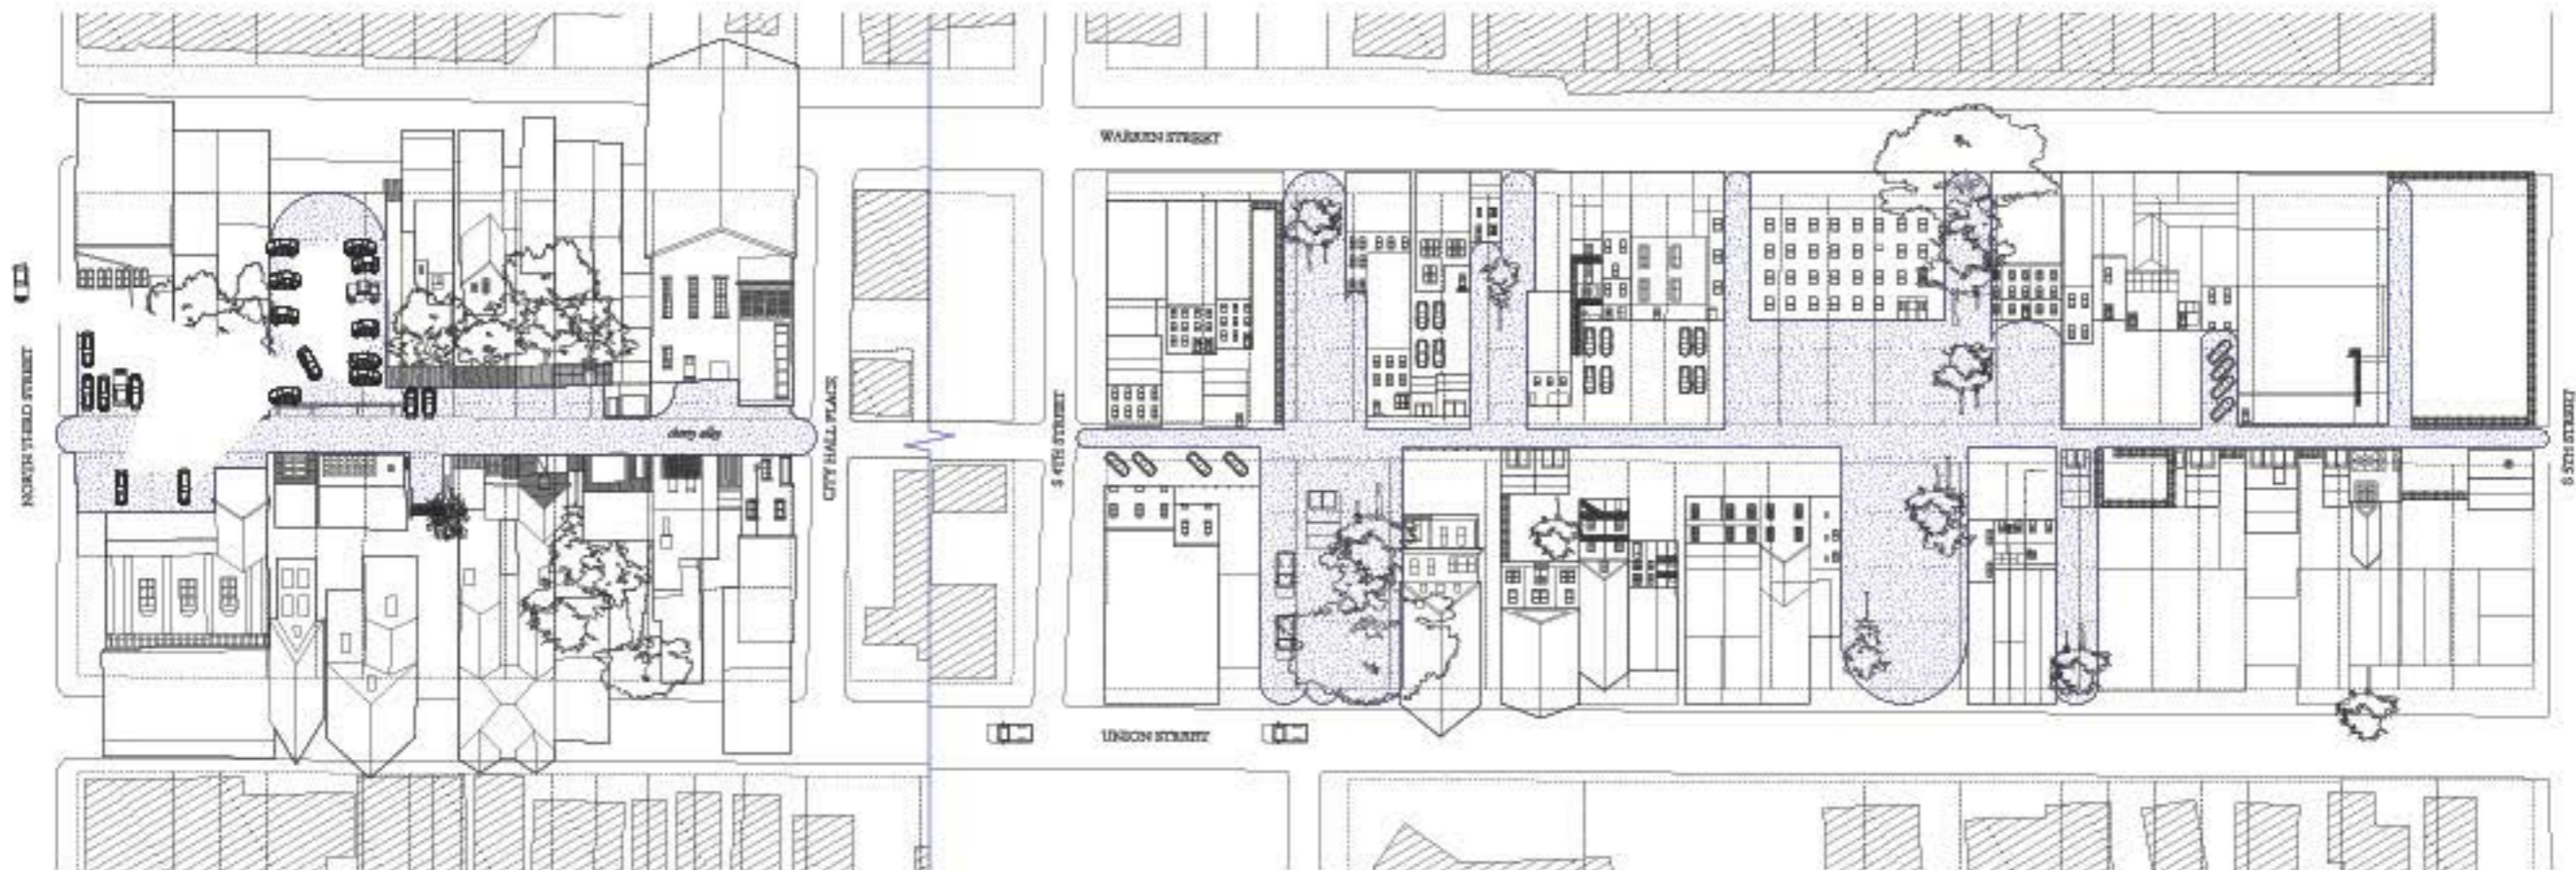 WARREN STREET
NORTH THIRD STREET
CITY HALL PLACE
S 4TH STREET
S 5TH STREET
cherry alley
UNION STREET